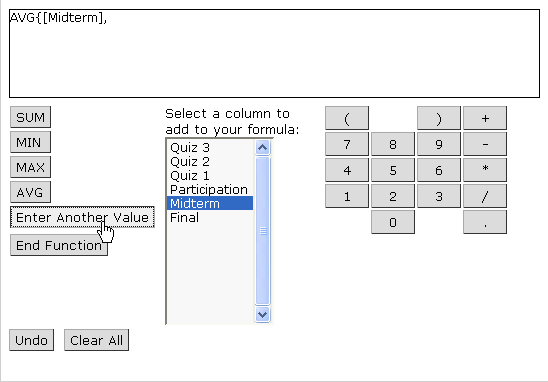 AVG{[Midterm],
SUM
MIN
MAX
AVG
Enter Another Value
End Function
Undo
Clear All
Select a column to
add to your formula:
Quiz 3
Quiz 2
Quiz 1
Participation
Midterm
Final
( ) +
7 8 9 -
4 5 6 *
1 2 3 /
0 .